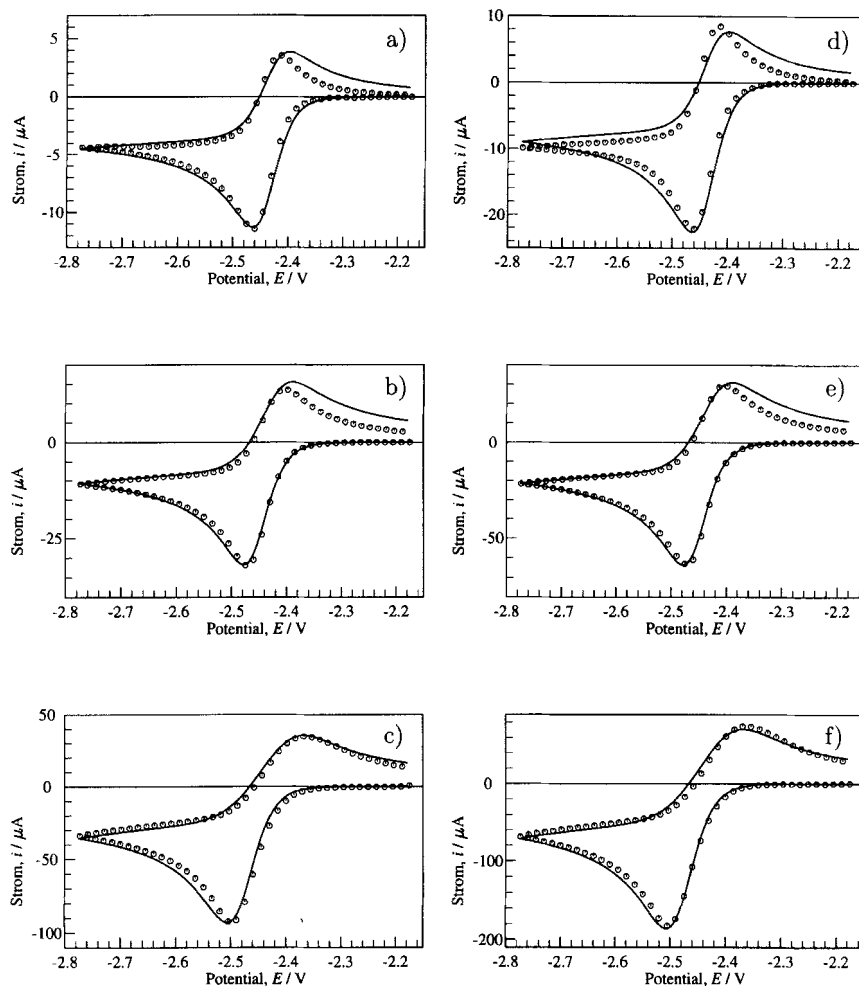 a)
5
0
-5
-10
Strom, i / μA
-2.8 -2.7 -2.6 -2.5 -2.4 -2.3 -2.2
Potential, E / V
d)
10
0
-10
-20
Strom, i / μA
-2.8 -2.7 -2.6 -2.5 -2.4 -2.3 -2.2
Potential, E / V
b)
0
-25
Strom, i / μA
-2.8 -2.7 -2.6 -2.5 -2.4 -2.3 -2.2
Potential, E / V
e)
0
-50
Strom, i / μA
-2.8 -2.7 -2.6 -2.5 -2.4 -2.3 -2.2
Potential, E / V
c)
50
0
-50
-100
Strom, i / μA
-2.8 -2.7 -2.6 -2.5 -2.4 -2.3 -2.2
Potential, E / V
f)
0
-100
-200
Strom, i / μA
-2.8 -2.7 -2.6 -2.5 -2.4 -2.3 -2.2
Potential, E / V